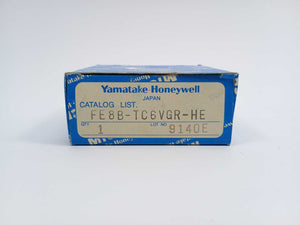 Yamatake-Honeywell
JAPAN
CATALOG LIST.
FE8B-TC6VGR-HE
QTY 1 LOT NO 9140E